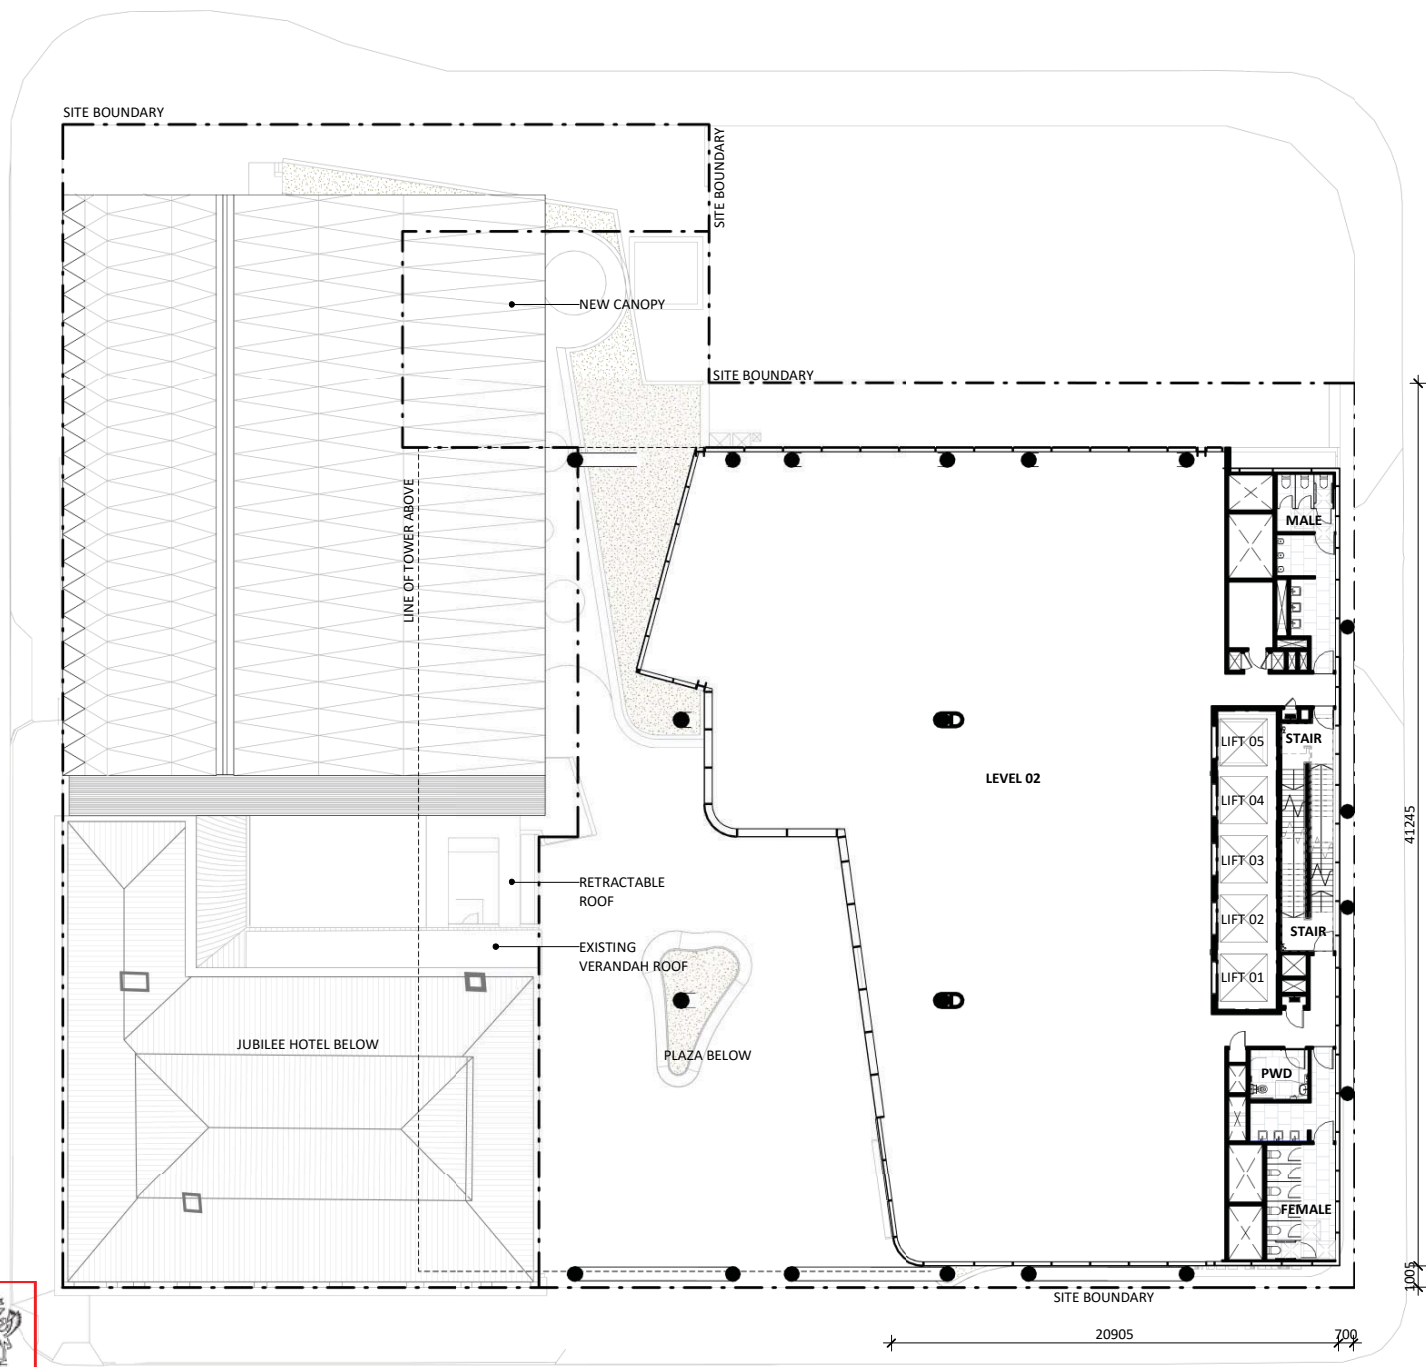 SITE BOUNDARY
SITE BOUNDARY
NEW CANOPY
SITE BOUNDARY
LINE OF TOWER ABOVE
MALE
LIFT 05
STAIR
LEVEL 02
LIFT 04
41245
LIFT 03
RETRACTABLE
ROOF
LIFT 02
STAIR
EXISTING
VERANDAH ROOF
LIFT 01
JUBILEE HOTEL BELOW
PLAZA BELOW
PWD
FEMALE
1005
SITE BOUNDARY
20905
700